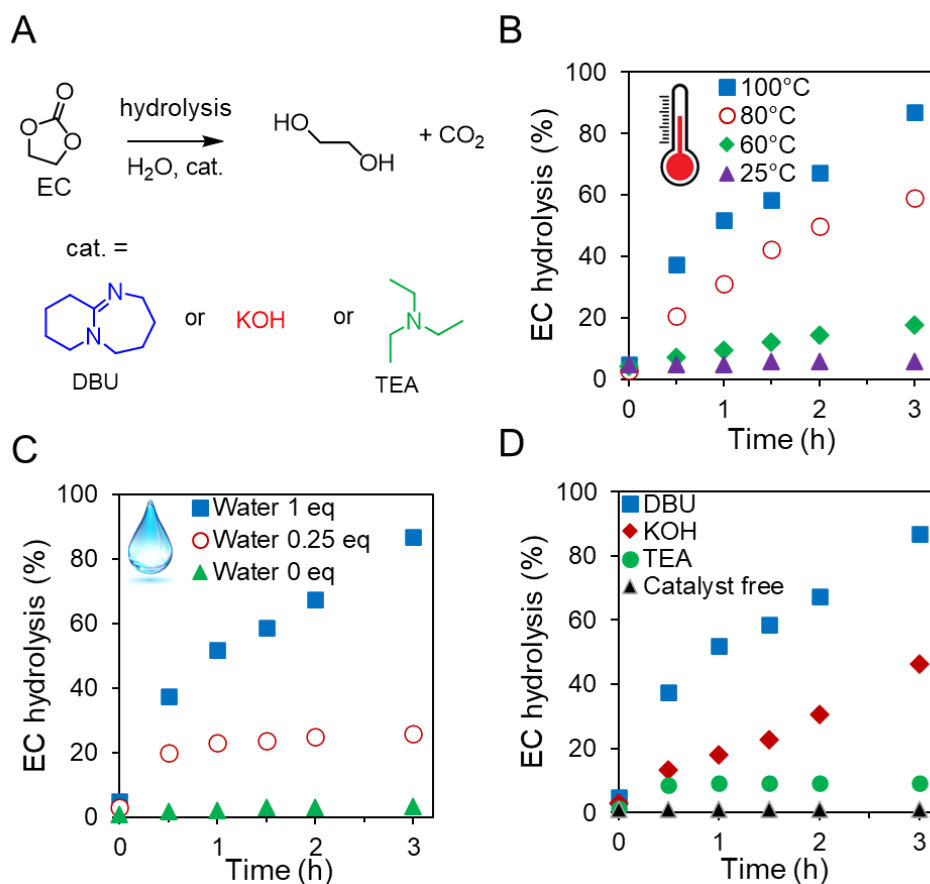 A
O
O
O
EC
hydrolysis
H₂O, cat.
HO
OH
+ CO₂
cat. =
N
N
DBU
or
KOH
or
N
TEA
B
EC hydrolysis (%)
100
80
60
40
20
0
100°C
80°C
60°C
25°C
0
1
2
3
Time (h)
C
EC hydrolysis (%)
100
80
60
40
20
0
Water 1 eq
Water 0.25 eq
Water 0 eq
0
1
2
3
Time (h)
D
EC hydrolysis (%)
100
80
60
40
20
0
DBU
KOH
TEA
Catalyst free
0
1
2
3
Time (h)